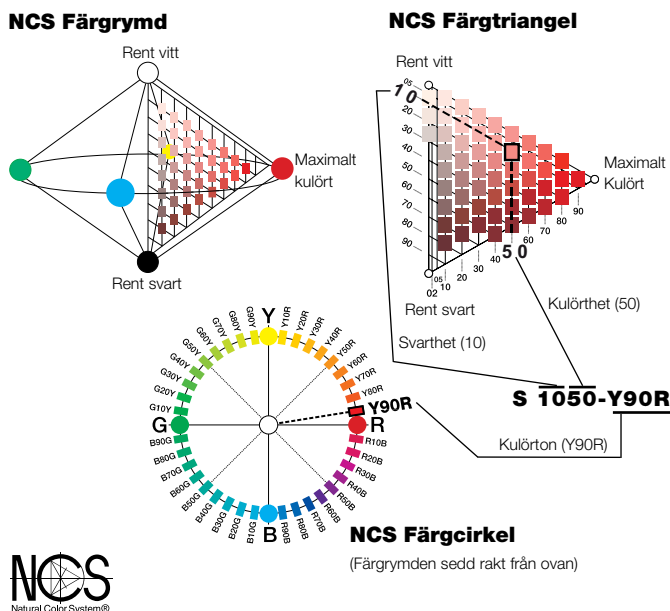 NCS Färgrymd
Rent vitt
Maximalt
kulört
Rent svart
NCS Färgtriangel
Rent vitt
05
10
20
30
40
50
60
70
80
90
Maximalt
Kulört
90
80
70
60
50
40
30
20
10
05
02
Rent svart
Kulörthet (50)
Svarthet (10)
S 1050-Y90R
Kulörton (Y90R)
Y
Y10R
Y20R
Y30R
Y40R
Y50R
Y60R
Y70R
Y80R
Y90R
R
R10B
R20B
R30B
R40B
R50B
R60B
R70B
R80B
R90B
B
B10G
B20G
B30G
B40G
B50G
B60G
B70G
B80G
B90G
G
G10Y
G20Y
G30Y
G40Y
G50Y
G60Y
G70Y
G80Y
G90Y
NCS Färgcirkel
(Färgrymden sedd rakt från ovan)
NCS
Natural Color System®